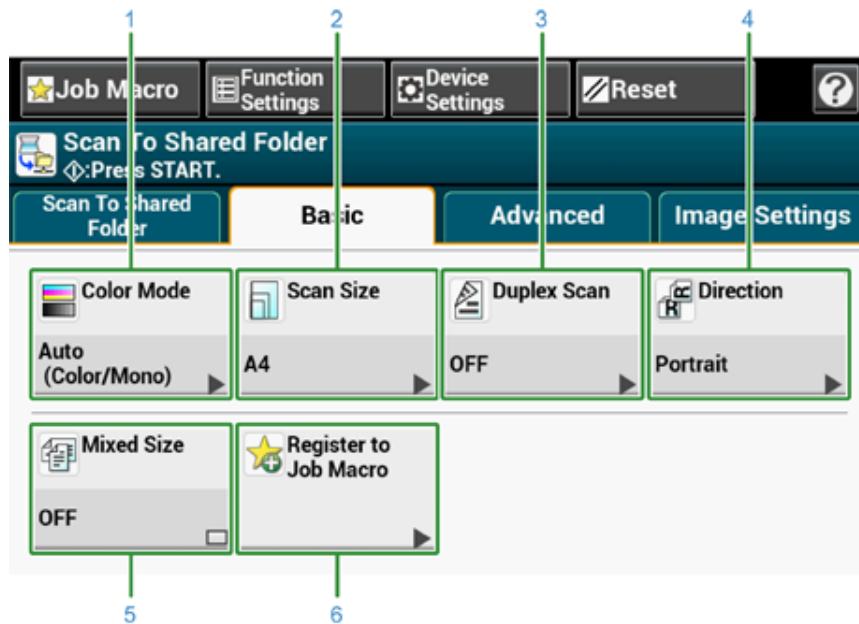 1 2 3 4
Job Macro
Function
Settings
Device
Settings
Reset
?
Scan To Shared Folder
:Press START.
Scan To Shared
Folder
Basic
Advanced
Image Settings
Color Mode
Auto
(Color/Mono)
Scan Size
A4
Duplex Scan
OFF
Direction
Portrait
Mixed Size
OFF
Register to
Job Macro
5 6